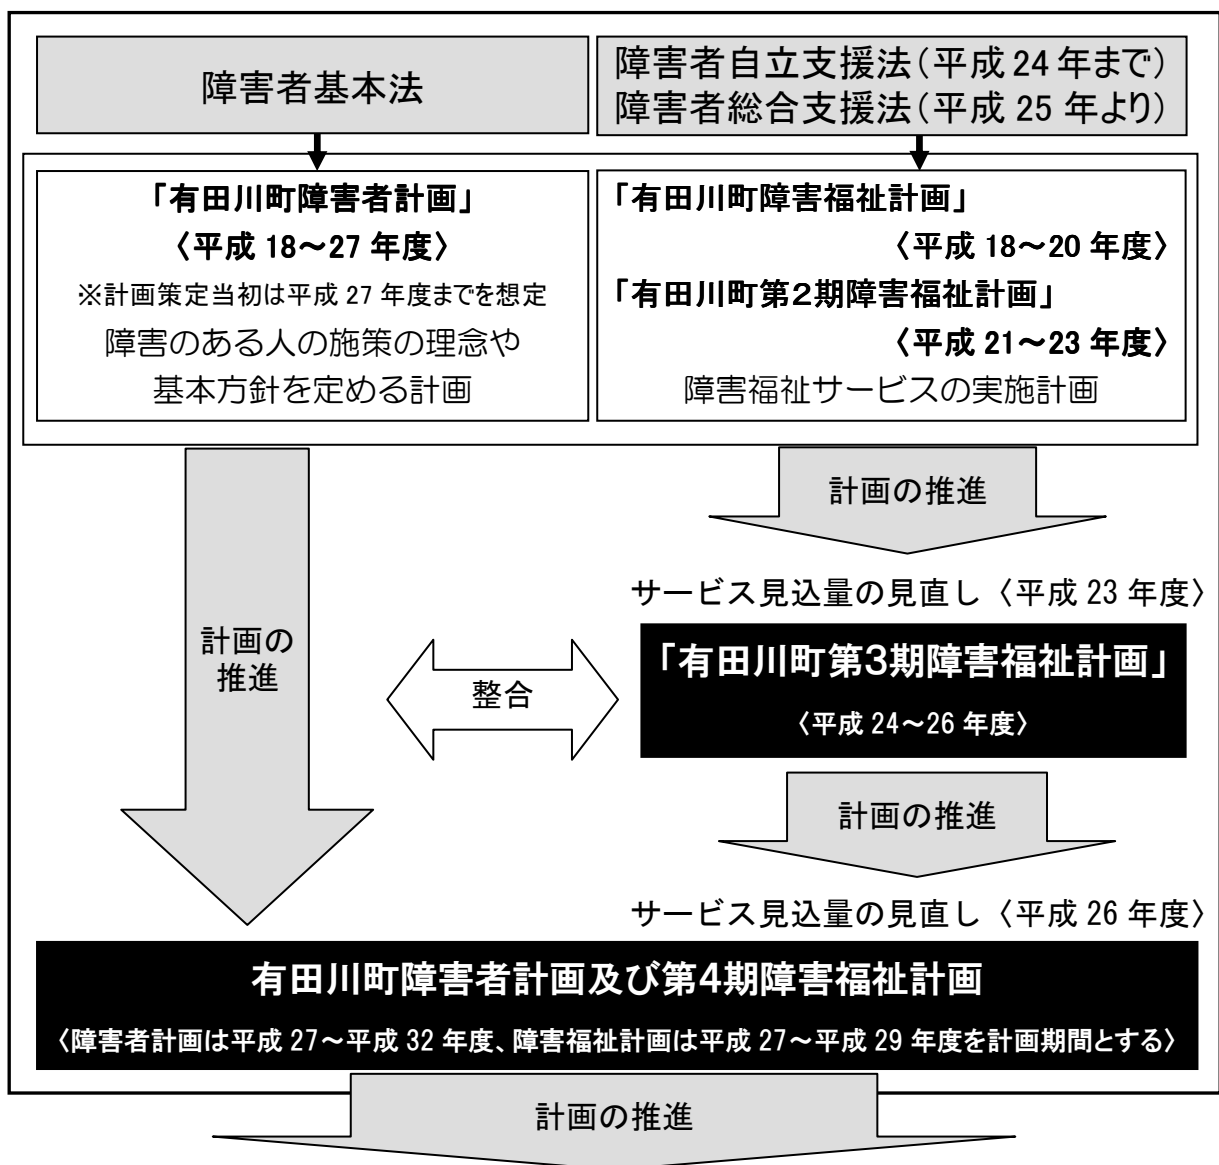 障害者基本法
障害者自立支援法（平成 24 年まで）
障害者総合支援法（平成 25 年より）
「有田川町障害者計画」
〈平成 18～27 年度〉
※計画策定当初は平成 27 年度までを想定
障害のある人の施策の理念や
基本方針を定める計画
「有田川町障害福祉計画」
〈平成 18～20 年度〉
「有田川町第２期障害福祉計画」
〈平成 21～23 年度〉
障害福祉サービスの実施計画
計画の推進
サービス見込量の見直し〈平成 23 年度〉
計画の
推進
整合
「有田川町第３期障害福祉計画」
〈平成 24～26 年度〉
計画の推進
サービス見込量の見直し〈平成 26 年度〉
有田川町障害者計画及び第４期障害福祉計画
〈障害者計画は平成 27～平成 32 年度、障害福祉計画は平成 27～平成 29 年度を計画期間とする〉
計画の推進